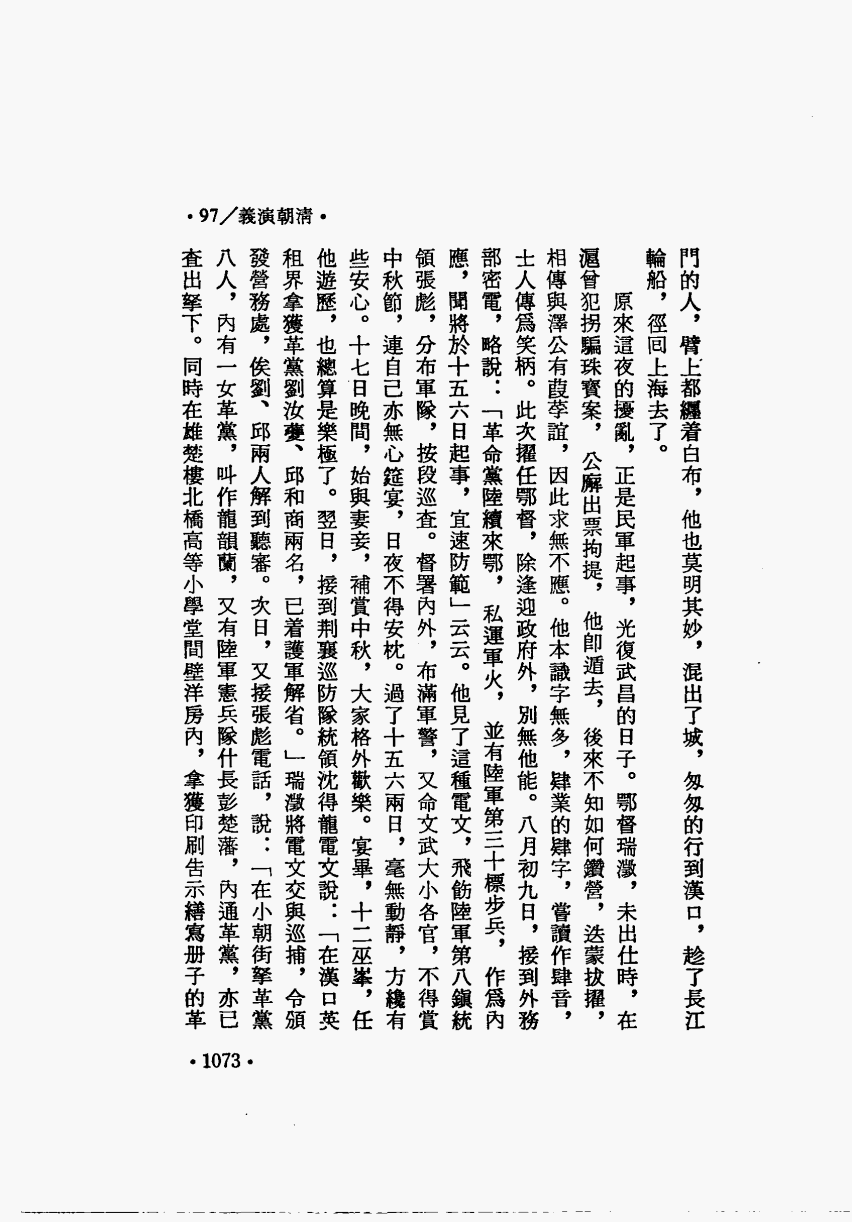 ·97／義演朝清·
門的人，臂上都纏着白布，他也莫明其妙，混出了城，匆匆的行到漢口，趁了長江
輪船，徑回上海去了。
原來這夜的擾亂，正是民軍起事，光復武昌的日子。鄂督瑞澂，未出仕時，在
滬曾犯拐騙珠寶案，公廨出票拘提，他卽遁去，後來不知如何鑽營，迭蒙拔擢，
相傳與澤公有葭莩誼，因此求無不應。他本識字無多，肄業的肄字，嘗讀作肆音，
士人傳爲笑柄。此次擢任鄂督，除逢迎政府外，別無他能。八月初九日，接到外務
部密電，略說：「革命黨陸續來鄂，私運軍火，並有陸軍第三十標步兵，作爲內
應，聞將於十五六日起事，宜速防範」云云。他見了這種電文，飛飭陸軍第八鎭統
領張彪，分布軍隊，按段巡查。督署內外，布滿軍警，又命文武大小各官，不得賞
中秋節，連自己亦無心筵宴，日夜不得安枕。過了十五六兩日，毫無動靜，方纔有
些安心。十七日晚間，始與妻妾，補賞中秋，大家格外歡樂。宴畢，十二巫峯，任
他遊歷，也總算是樂極了。翌日，接到荆襄巡防隊統領沈得龍電文說：「在漢口英
租界拿獲革黨劉汝夔、邱和商兩名，已着護軍解省。」瑞澂將電文交與巡捕，令頒
發營務處，俟劉、邱兩人解到聽審。次日，又接張彪電話，說：「在小朝街拏革黨
八人，內有一女革黨，叫作龍韻蘭，又有陸軍憲兵隊什長彭楚藩，內通革黨，亦已
查出拏下。同時在雄楚樓北橋高等小學堂間壁洋房內，拿獲印刷告示繕寫册子的革
·1073·